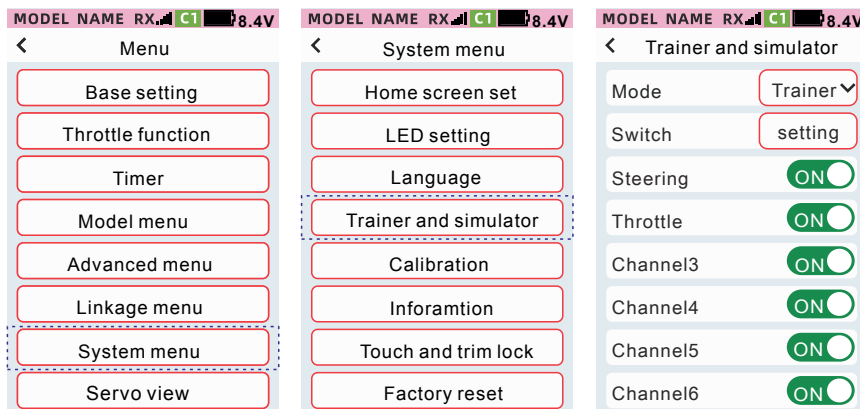 MODEL NAME RX C1 8.4V
Menu
Base setting
Throttle function
Timer
Model menu
Advanced menu
Linkage menu
System menu
Servo view
MODEL NAME RX C1 8.4V
System menu
Home screen set
LED setting
Language
Trainer and simulator
Calibration
Inforamtion
Touch and trim lock
Factory reset
MODEL NAME RX C1 8.4V
Trainer and simulator
Mode Trainer
Switch setting
Steering ON
Throttle ON
Channel3 ON
Channel4 ON
Channel5 ON
Channel6 ON